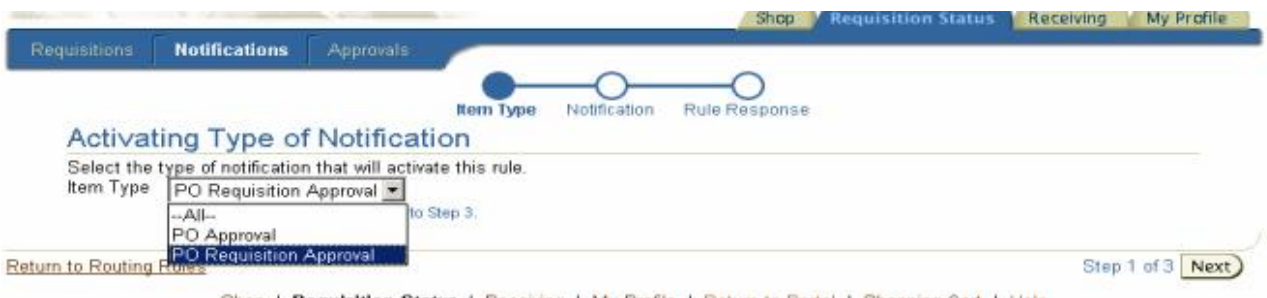 Shop Requisition Status Receiving My Profile
Requisitions Notifications Approvals
Item Type Notification Rule Response
Activating Type of Notification
Select the type of notification that will activate this rule.
Item Type PO Requisition Approval
--All-- to Step 3.
PO Approval
PO Requisition Approval
Return to Routing Rules Step 1 of 3 Next
Shop | Requisition Status | Receiving | My Profile | Return to Portal | Shopping Cart | Help